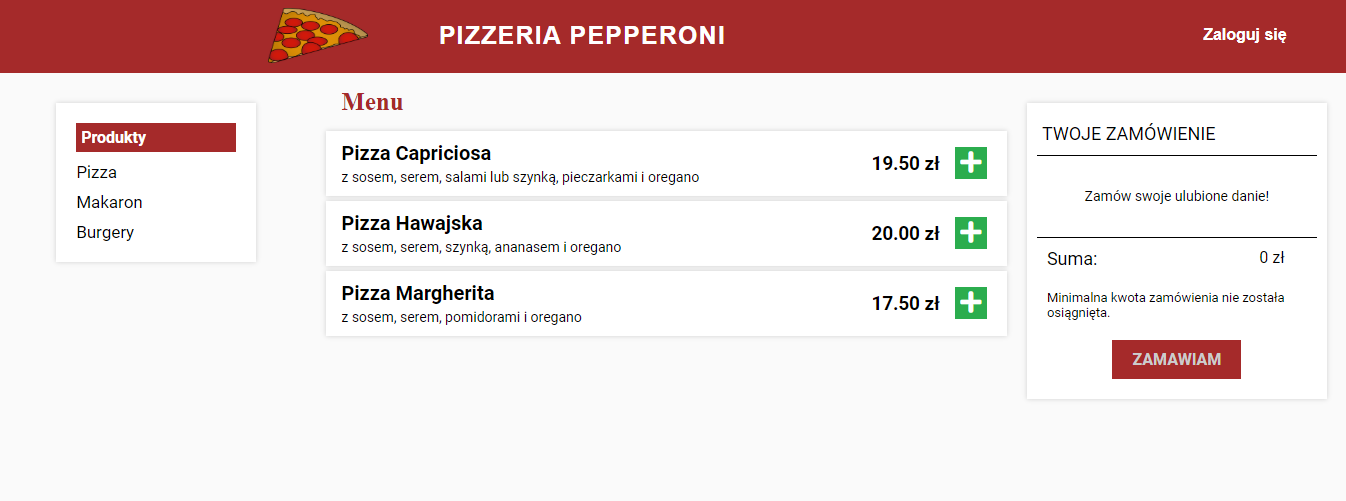 PIZZERIA PEPPERONI
Zaloguj się
Produkty
Pizza
Makaron
Burgery
Menu
Pizza Capriciosa
z sosem, serem, salami lub szynką, pieczarkami i oregano
19.50 zł
Pizza Hawajska
z sosem, serem, szynką, ananasem i oregano
20.00 zł
Pizza Margherita
z sosem, serem, pomidorami i oregano
17.50 zł
TWOJE ZAMÓWIENIE
Zamów swoje ulubione danie!
Suma: 0 zł
Minimalna kwota zamówienia nie została
osiągnięta.
ZAMAWIAM